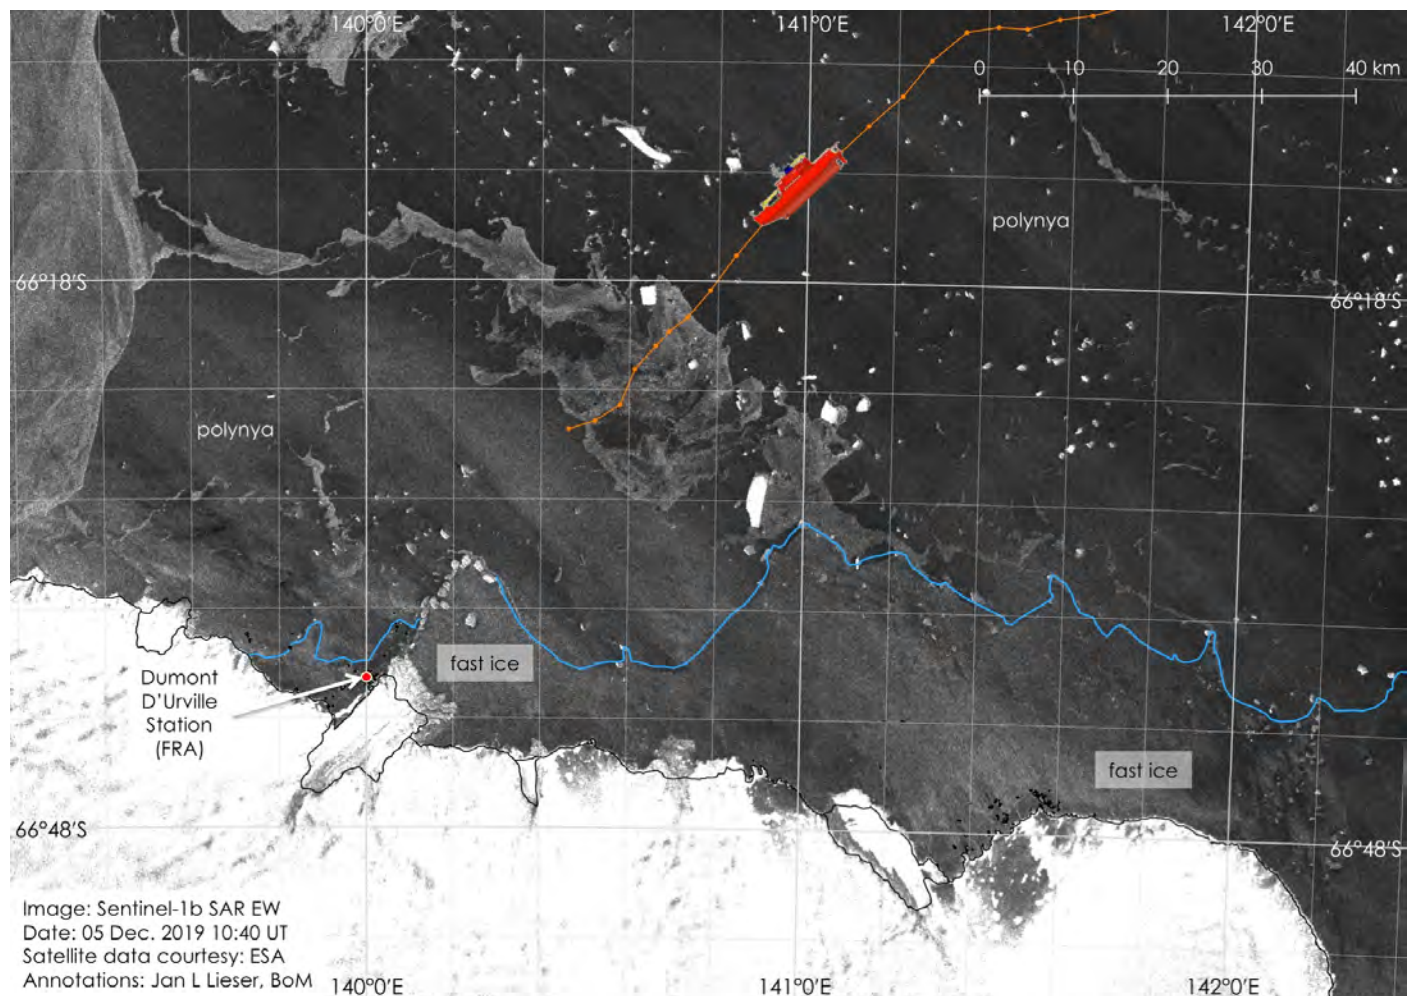 140°0'E
141°0'E
142°0'E
0 10 20 30 40 km
polynya
66°18'S
66°18'S
polynya
fast ice
Dumont
D'Urville
Station
(FRA)
fast ice
66°48'S
66°48'S
Image: Sentinel-1b SAR EW
Date: 05 Dec. 2019 10:40 UT
Satellite data courtesy: ESA
Annotations: Jan L Lieser, BoM
140°0'E
141°0'E
142°0'E